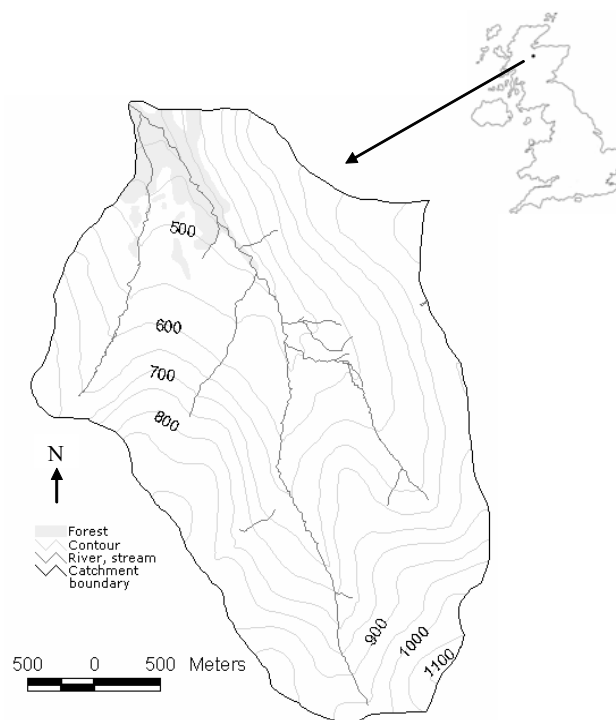 500
600
700
800
N
Forest
Contour
River, stream
Catchment
boundary
900
1000
1100
500 0 500 Meters